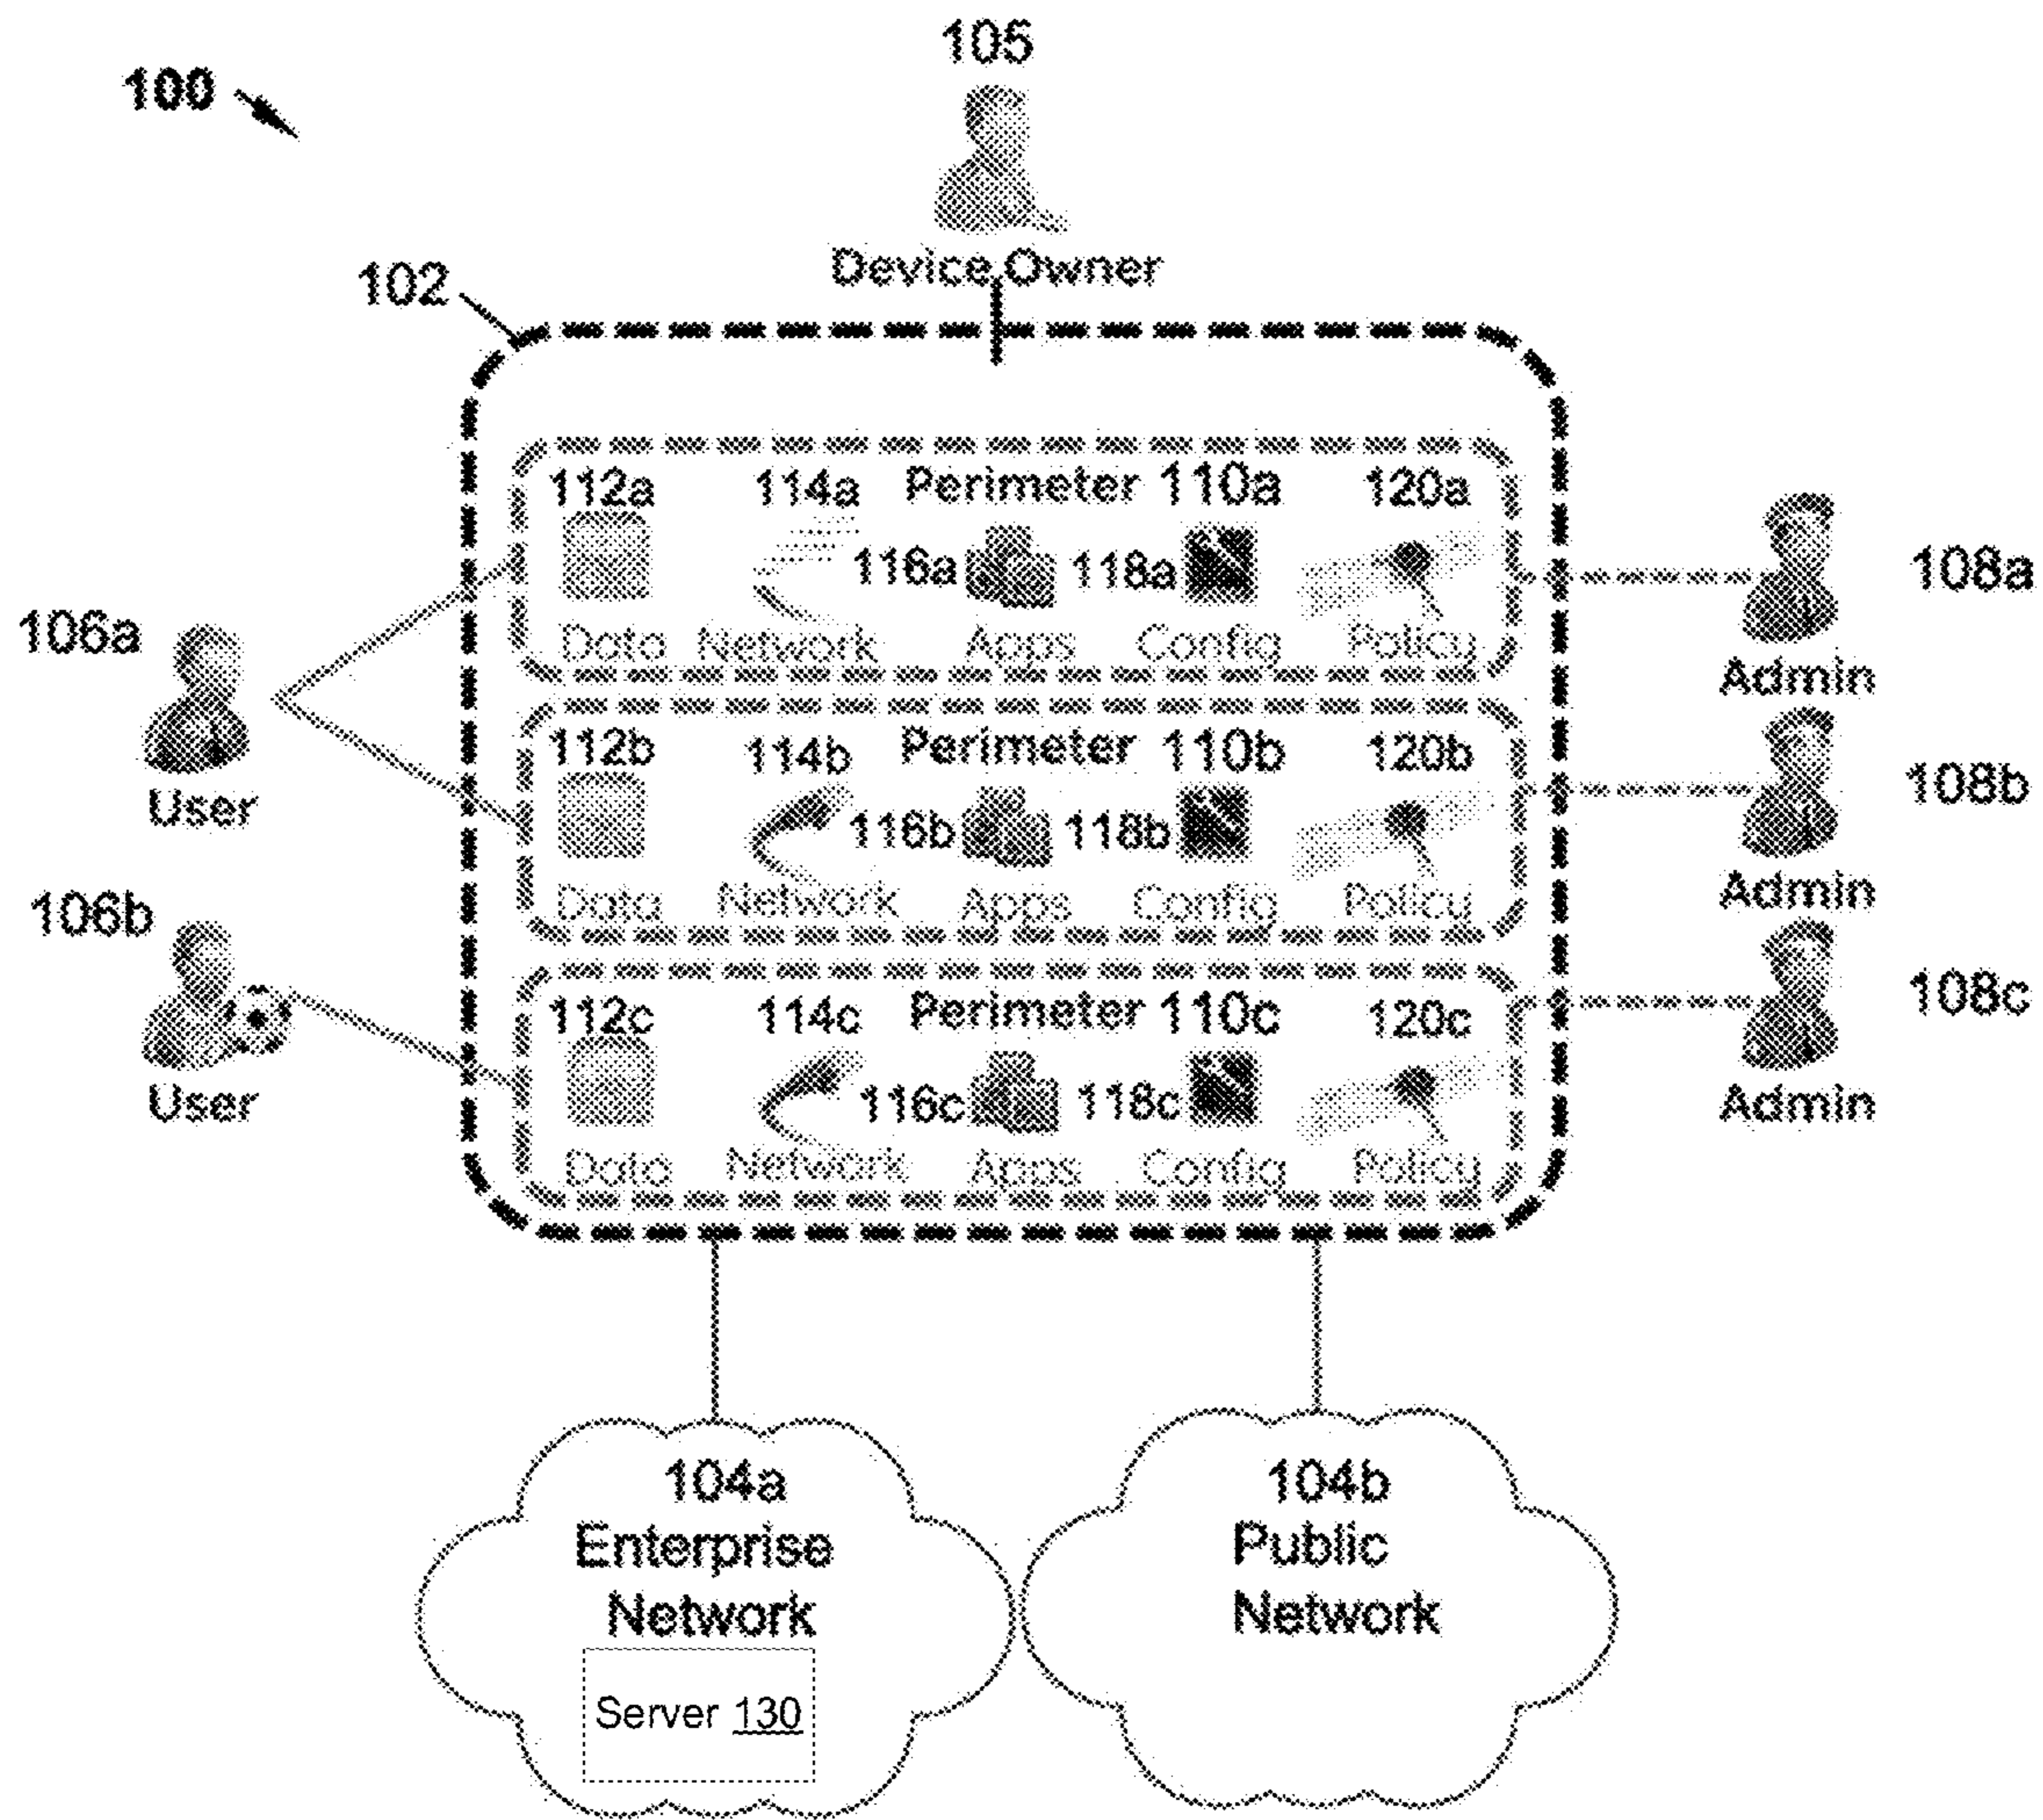 105
100
Device Owner
102
112a 114a Perimeter 110a 120a
116a 118a
108a
106a
Data Network Apps Config Policy
Admin
112b 114b Perimeter 110b 120b
User
116b 118b
108b
Data Network Apps Config Policy
Admin
106b
112c 114c Perimeter 110c 120c
108c
User
116c 118c
Admin
Data Network Apps Config Policy
104a
Enterprise
Network
Server 130
104b
Public
Network